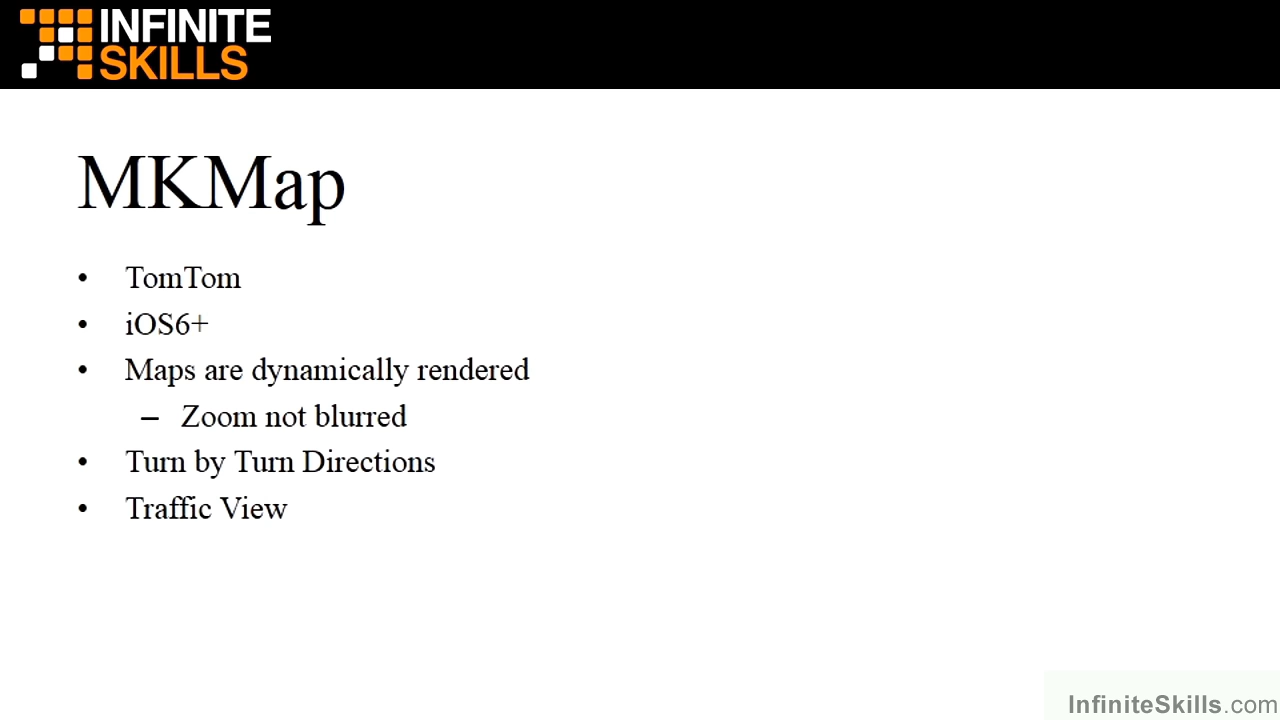 INFINITE
SKILLS
MKMap
• TomTom
• iOS6+
• Maps are dynamically rendered
– Zoom not blurred
• Turn by Turn Directions
• Traffic View
InfiniteSkills.com